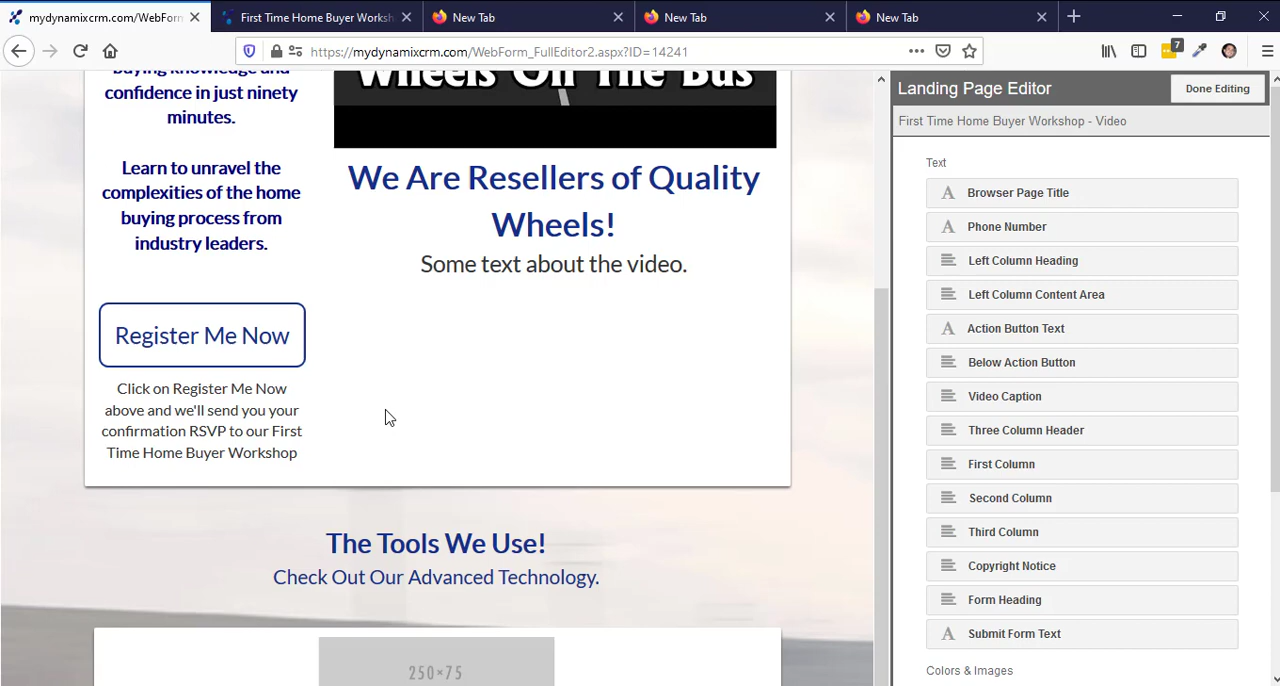 mydynamixcrm.com/WebForm
First Time Home Buyer Worksh
New Tab
New Tab
New Tab
https://mydynamixcrm.com/WebForm_FullEditor2.aspx?ID=14241
7
buying knowledge and
confidence in just ninety
minutes.
Learn to unravel the
complexities of the home
buying process from
industry leaders.
Register Me Now
Click on Register Me Now
above and we'll send you your
confirmation RSVP to our First
Time Home Buyer Workshop
Wheels On The Bus
We Are Resellers of Quality
Wheels!
Some text about the video.
The Tools We Use!
Check Out Our Advanced Technology.
250×75
Landing Page Editor
Done Editing
First Time Home Buyer Workshop - Video
Text
Browser Page Title
Phone Number
Left Column Heading
Left Column Content Area
Action Button Text
Below Action Button
Video Caption
Three Column Header
First Column
Second Column
Third Column
Copyright Notice
Form Heading
Submit Form Text
Colors & Images